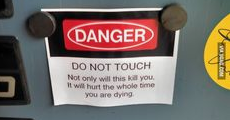 DANGER
DO NOT TOUCH
Not only will this kill you,
It will hurt the whole time
you are dying.